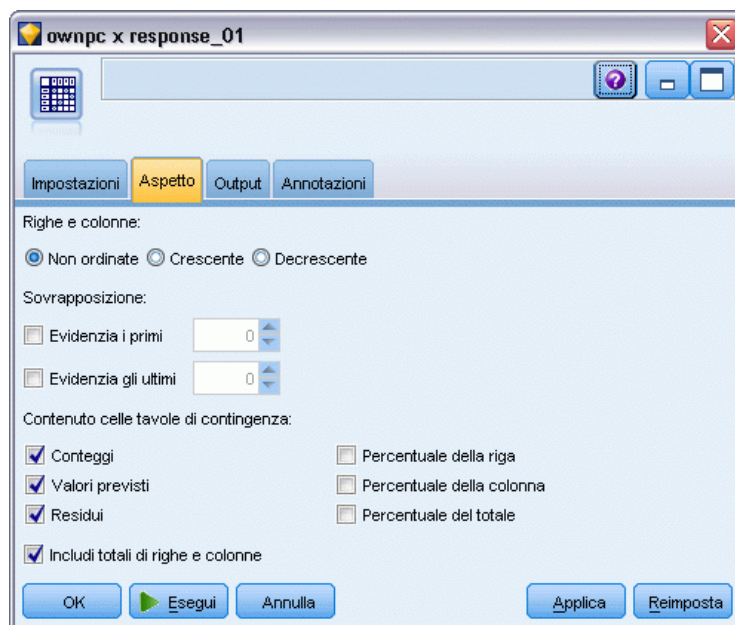 ownpc x response_01
Impostazioni Aspetto Output Annotazioni
Righe e colonne:
Non ordinate Crescente Decrescente
Sovrapposizione:
Evidenzia i primi 0
Evidenzia gli ultimi 0
Contenuto celle tavole di contingenza:
Conteggi Percentuale della riga
Valori previsti Percentuale della colonna
Residui Percentuale del totale
Includi totali di righe e colonne
OK Esegui Annulla Applica Reimposta